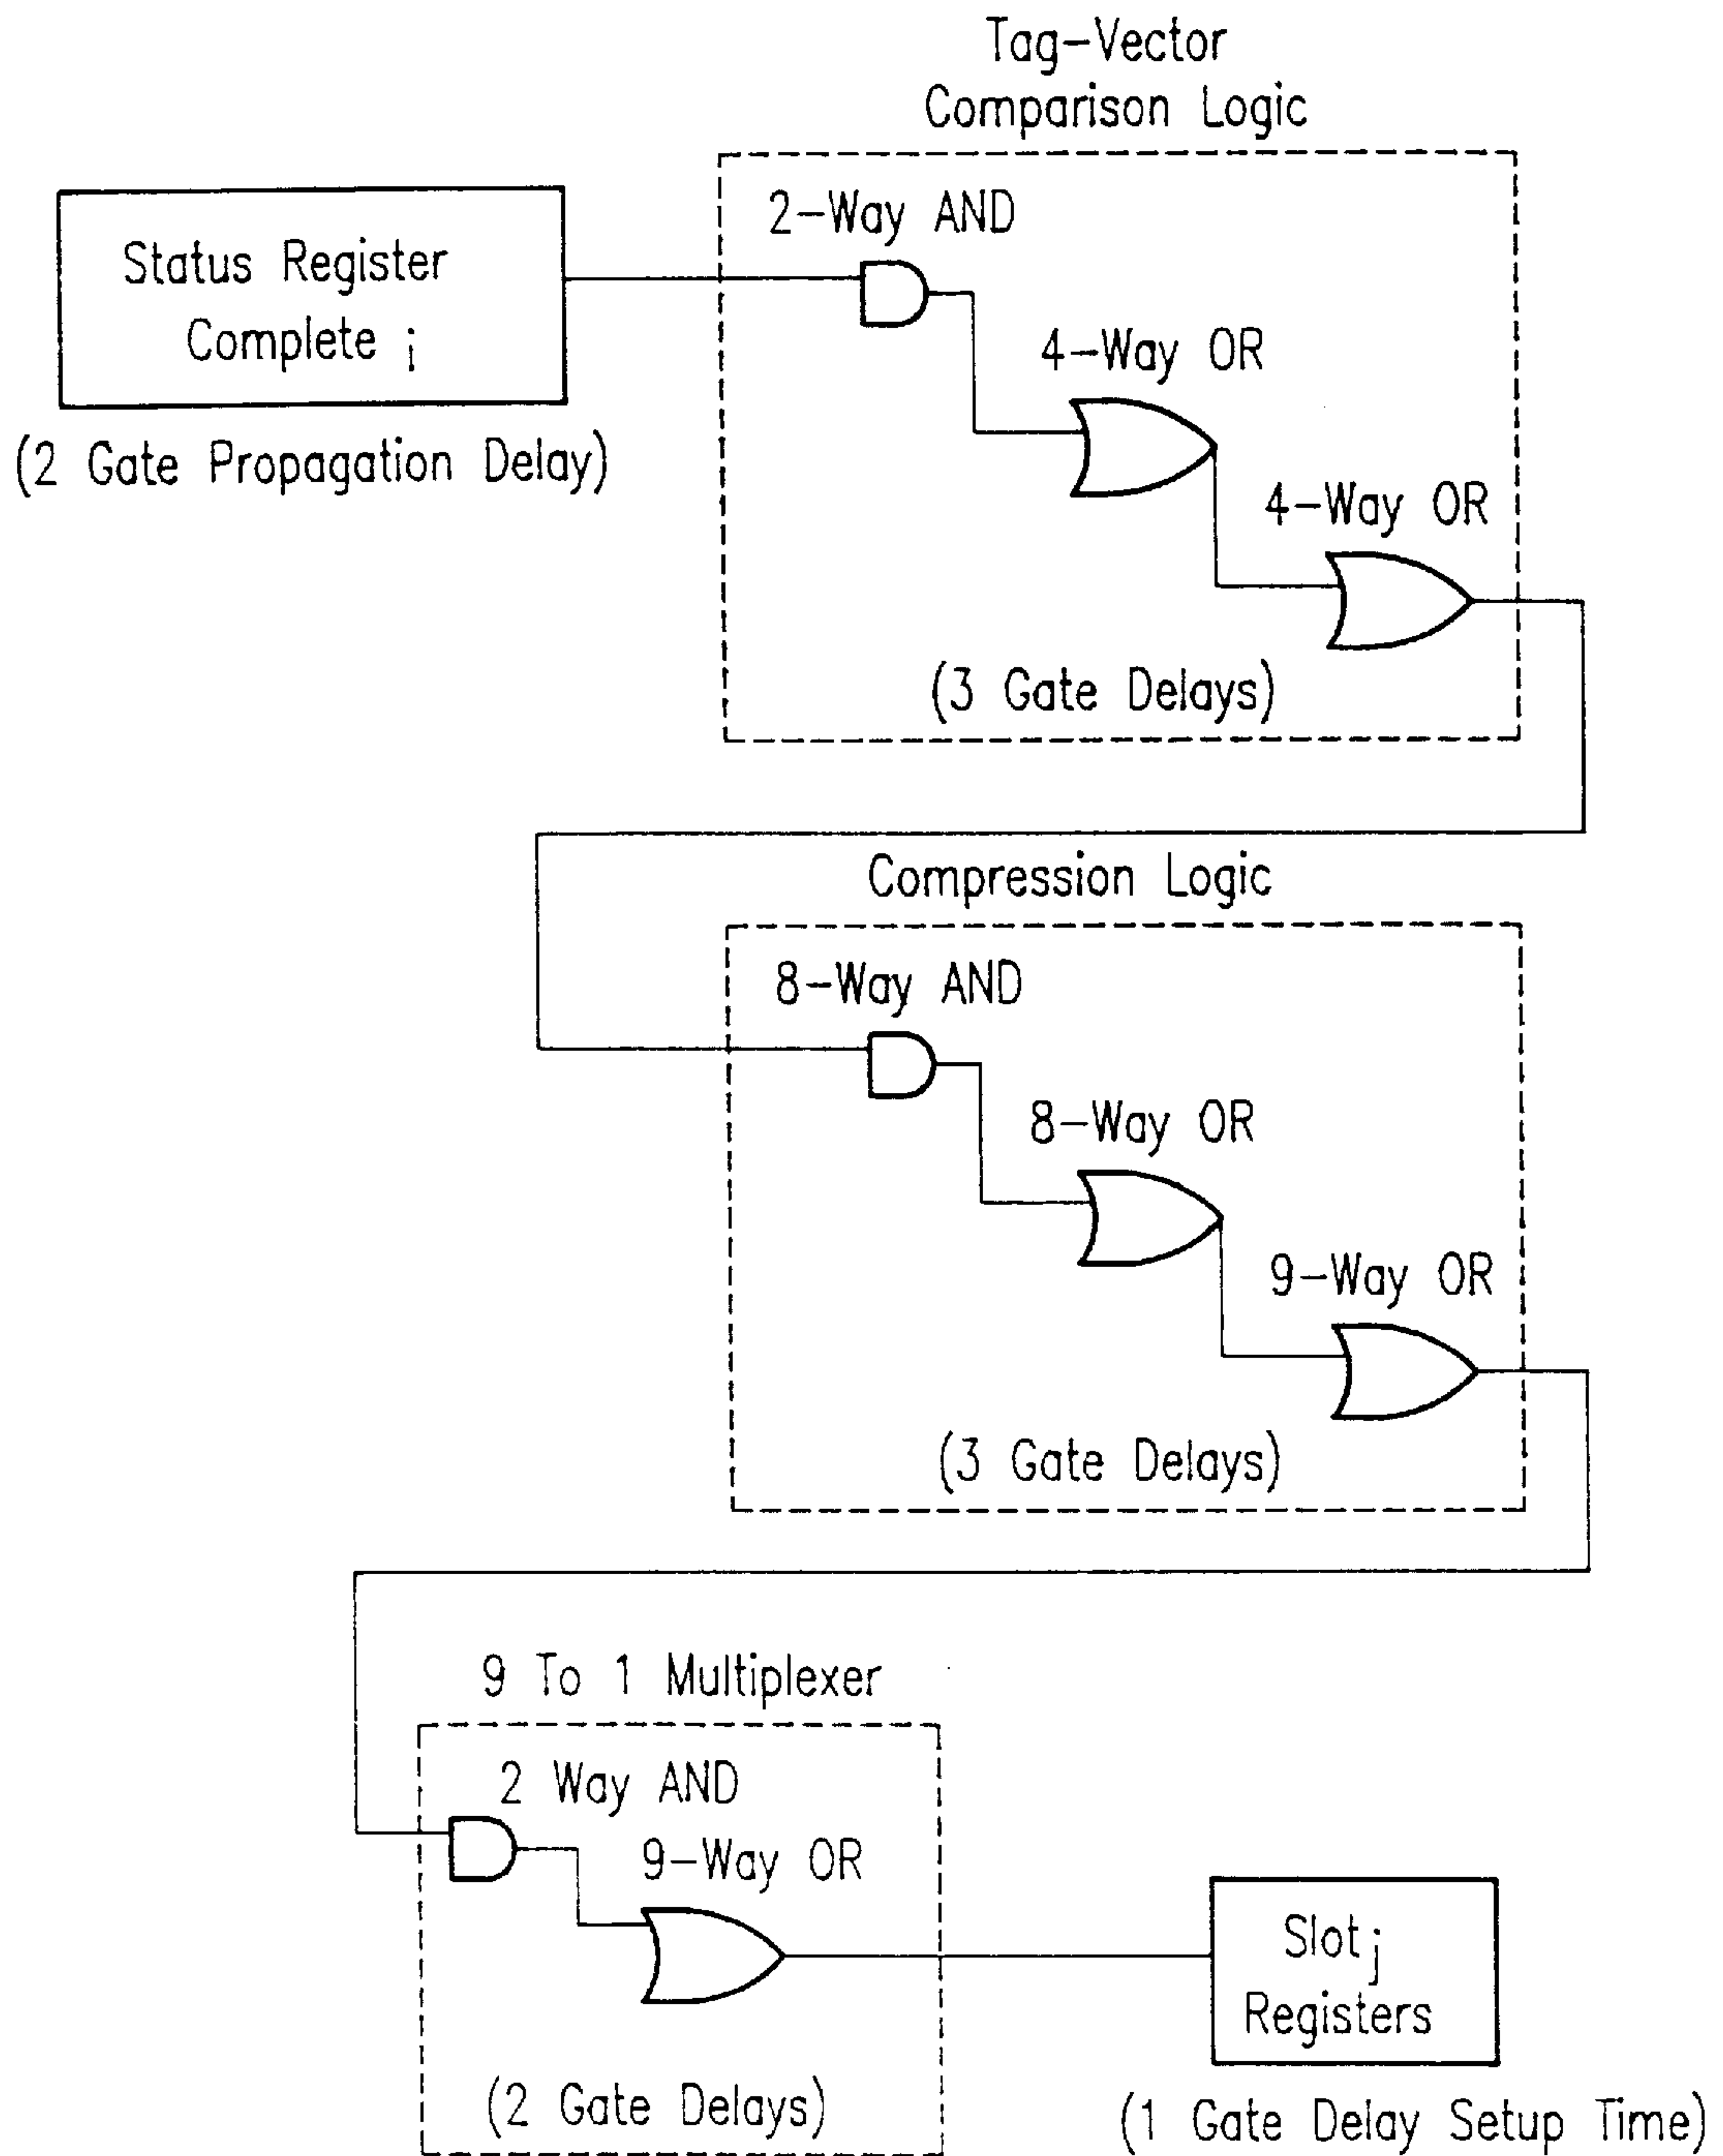 Tag-Vector
Comparison Logic
2-Way AND
Status Register
Complete i
4-Way OR
(2 Gate Propagation Delay)
4-Way OR
(3 Gate Delays)
Compression Logic
8-Way AND
8-Way OR
9-Way OR
(3 Gate Delays)
9 To 1 Multiplexer
2 Way AND
9-Way OR
Slot j
Registers
(2 Gate Delays)
(1 Gate Delay Setup Time)